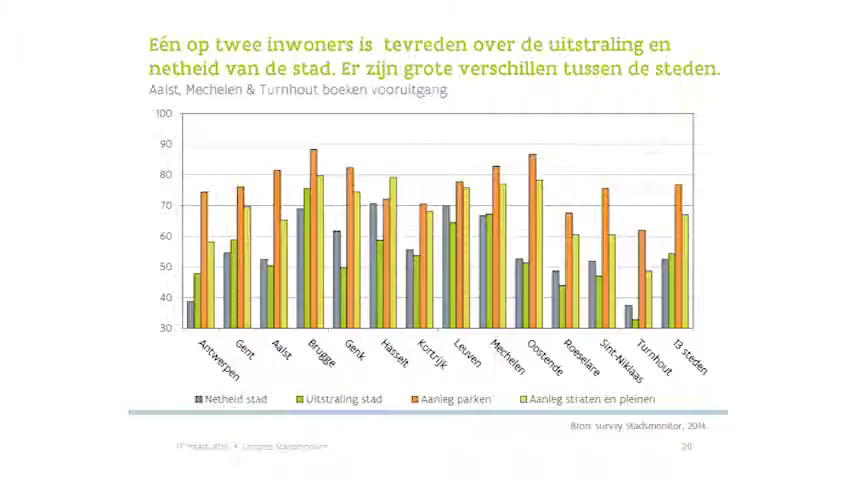 Eén op twee inwoners is tevreden over de uitstraling en
netheid van de stad. Er zijn grote verschillen tussen de steden.
Aalst, Mechelen & Turnhout boeken vooruitgang
100
90
80
70
60
50
40
30
Antwerpen
Gent
Aalst
Brugge
Genk
Hasselt
Kortrijk
Leuven
Mechelen
Oostende
Roeselare
Sint-Niklaas
Turnhout
13 steden
Netheid stad
Uitstraling stad
Aanleg parken
Aanleg straten en pleinen
Bron: survey Stadsmonitor, 2014.
Congres Stadsmonitor